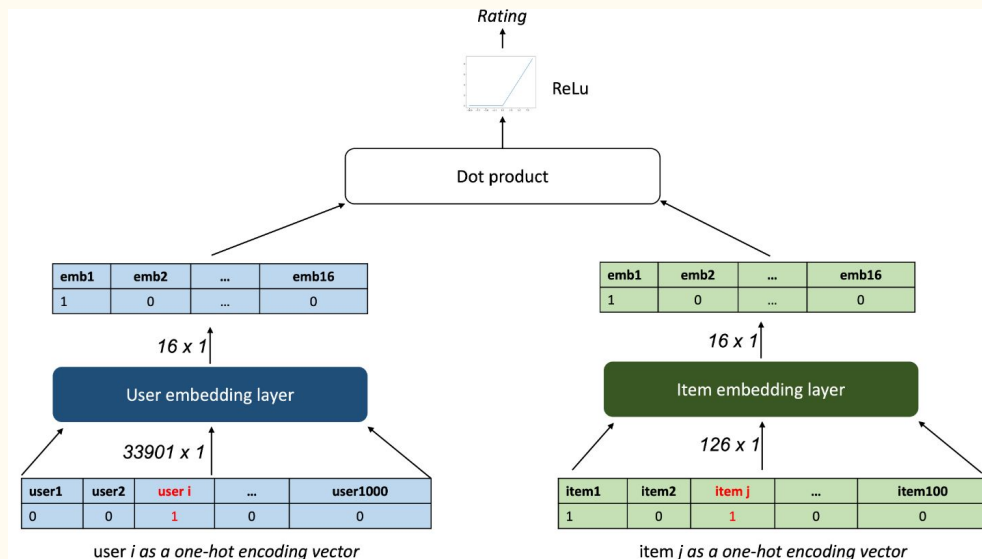 Rating
ReLu
Dot product
emb1 emb2 ... emb16
1 0 ... 0
emb1 emb2 ... emb16
1 0 ... 0
16 x 1
16 x 1
User embedding layer
Item embedding layer
33901 x 1
126 x 1
user1 user2 user i ... user1000
0 0 1 0 0
item1 item2 item j ... item100
1 0 1 0 0
user i as a one-hot encoding vector
item j as a one-hot encoding vector